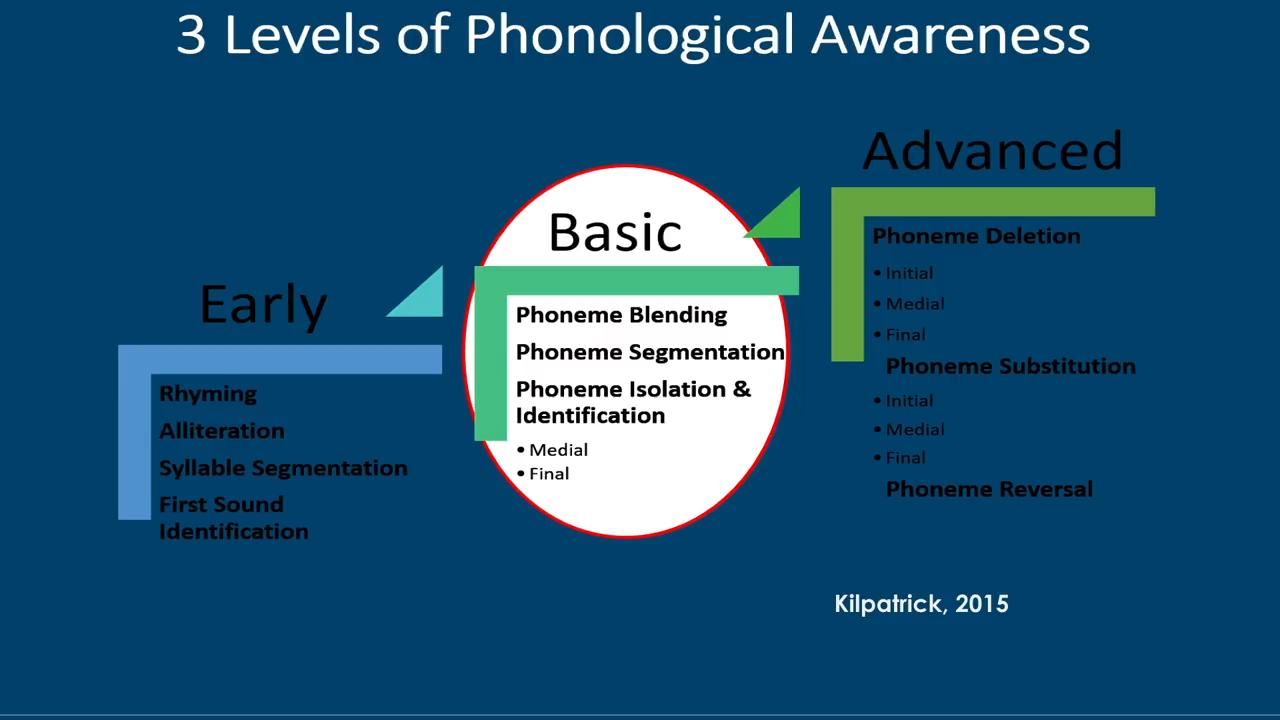 3 Levels of Phonological Awareness
Early
Rhyming
Alliteration
Syllable Segmentation
First Sound
Identification
Basic
Phoneme Blending
Phoneme Segmentation
Phoneme Isolation &
Identification
• Medial
• Final
Advanced
Phoneme Deletion
• Initial
• Medial
• Final
Phoneme Substitution
• Initial
• Medial
• Final
Phoneme Reversal
Kilpatrick, 2015